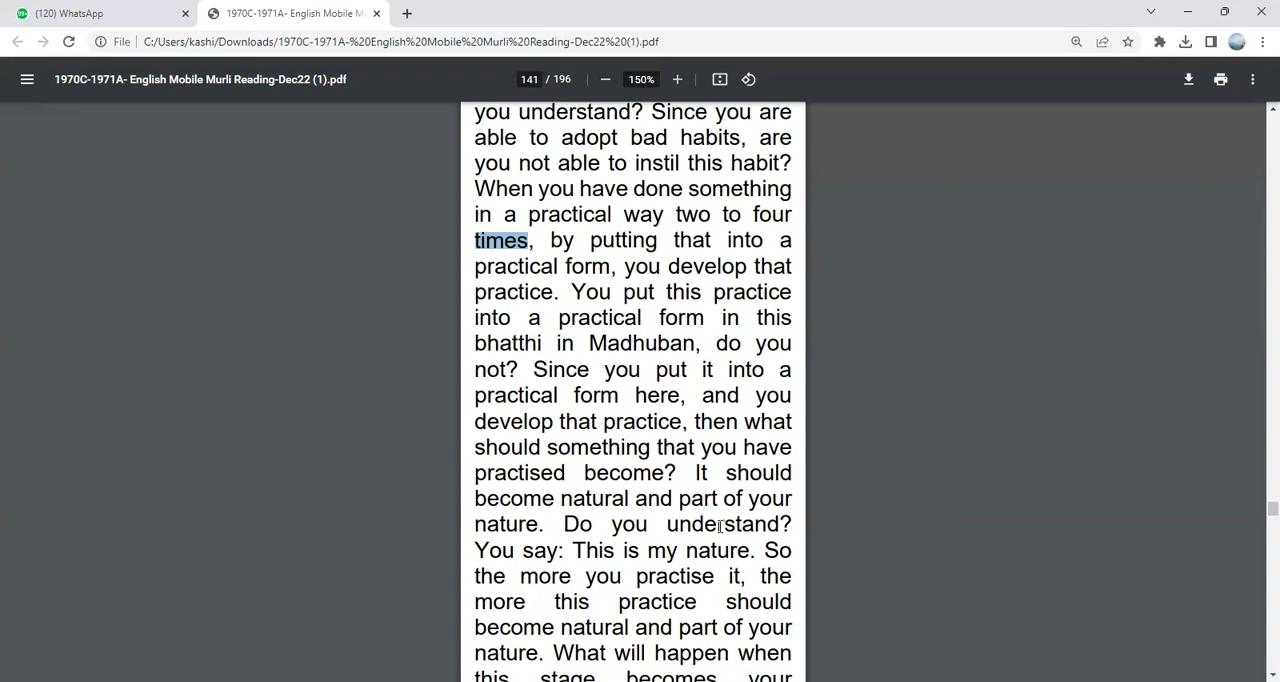 (120) WhatsApp
1970C-1971A- English Mobile M
File
C:/Users/kashi/Downloads/1970C-1971A-%20English%20Mobile%20Murli%20Reading-Dec22%20(1).pdf
1970C-1971A- English Mobile Murli Reading-Dec22 (1).pdf
141 / 196
150%
you understand? Since you are
able to adopt bad habits, are
you not able to instil this habit?
When you have done something
in a practical way two to four
times, by putting that into a
practical form, you develop that
practice. You put this practice
into a practical form in this
bhatthi in Madhuban, do you
not? Since you put it into a
practical form here, and you
develop that practice, then what
should something that you have
practised become? It should
become natural and part of your
nature. Do you understand?
You say: This is my nature. So
the more you practise it, the
more this practice should
become natural and part of your
nature. What will happen when
this stage becomes your